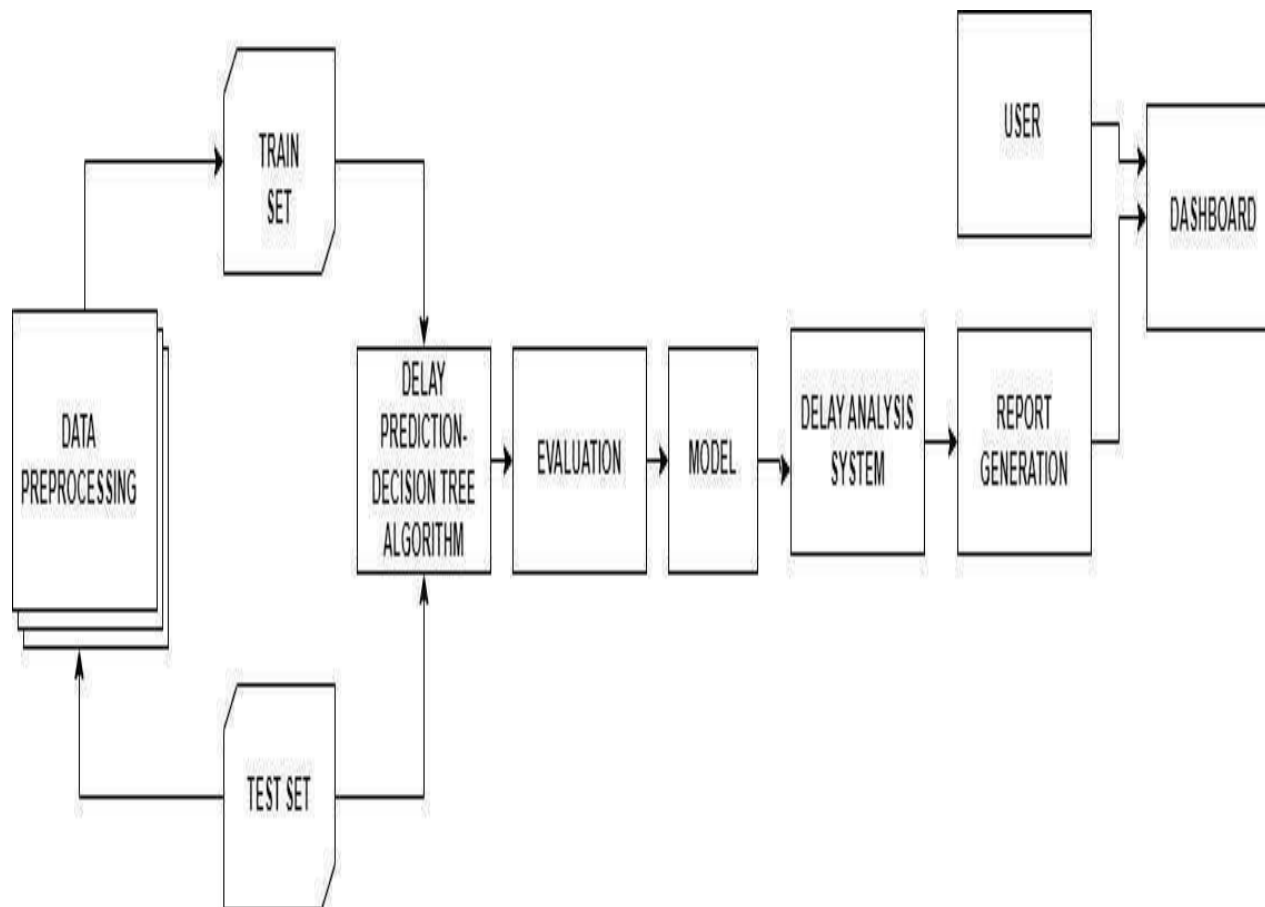 TRAIN
SET
USER
DASHBOARD
DATA
PREPROCESSING
DELAY
PREDICTION-
DECISION TREE
ALGORITHM
EVALUATION
MODEL
DELAY ANALYSIS
SYSTEM
REPORT
GENERATION
TEST SET